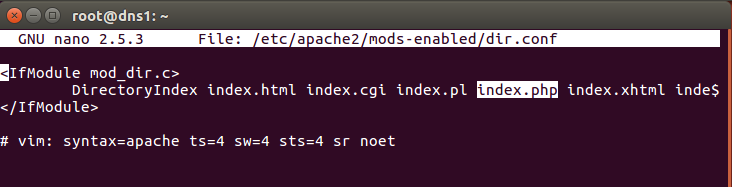 root@dns1: ~
GNU nano 2.5.3 File: /etc/apache2/mods-enabled/dir.conf
<IfModule mod_dir.c>
DirectoryIndex index.html index.cgi index.pl index.php index.xhtml inde$
</IfModule>
# vim: syntax=apache ts=4 sw=4 sts=4 sr noet